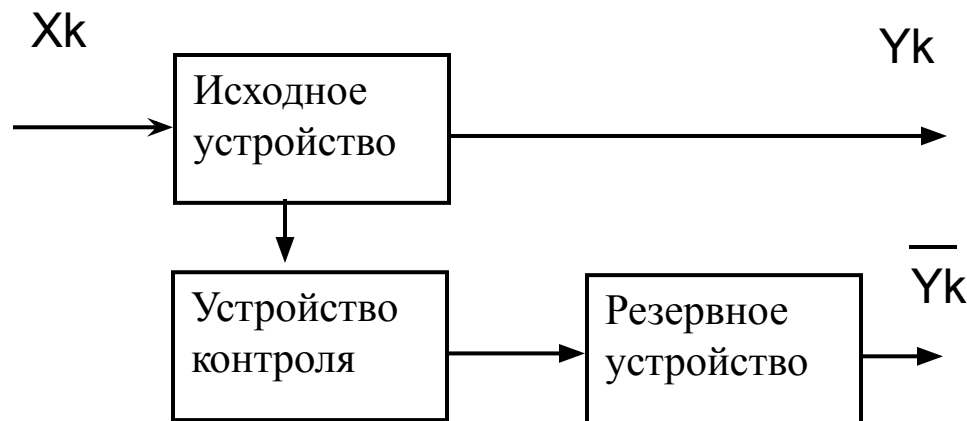 Xk
Yk
Исходное
устройство
Устройство
контроля
Резервное
устройство
Yk